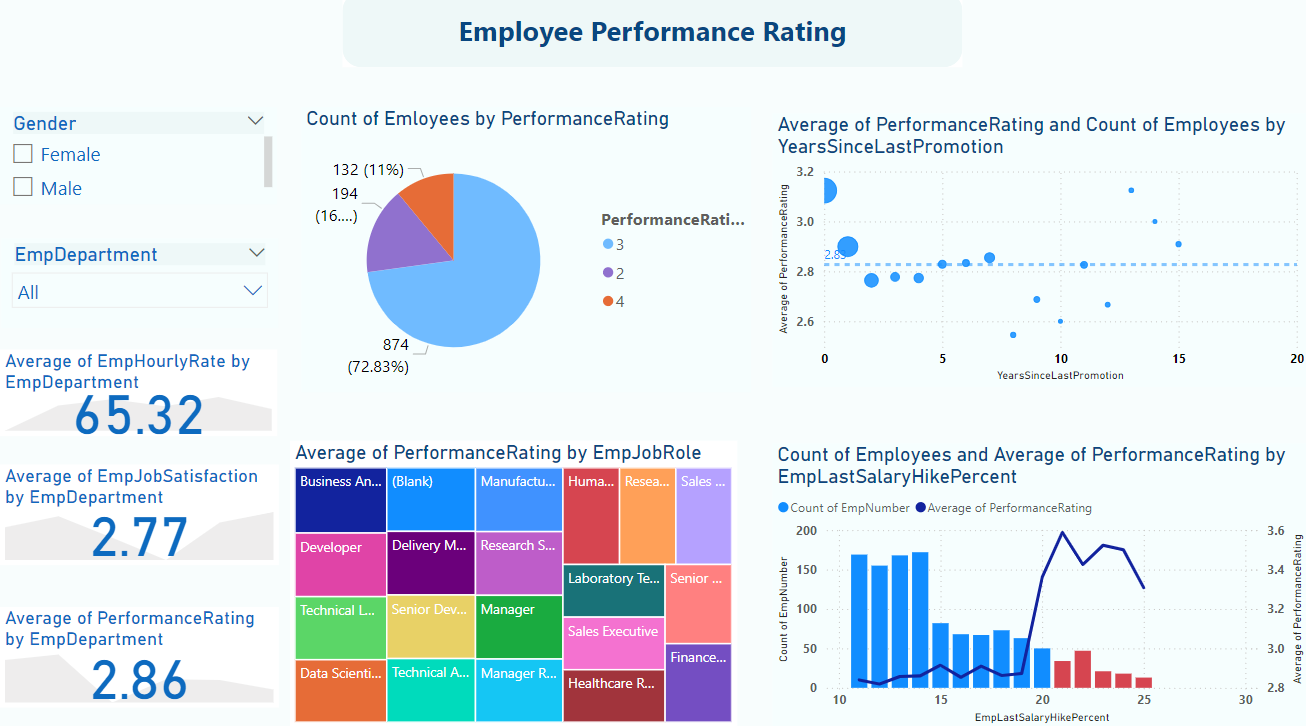 Employee Performance Rating
Gender
Female
Male
EmpDepartment
All
Average of EmpHourlyRate by
EmpDepartment
65.32
Average of EmpJobSatisfaction
by EmpDepartment
2.77
Average of PerformanceRating
by EmpDepartment
2.86
Count of Emloyees by PerformanceRating
132 (11%)
194
(16....)
874
(72.83%)
PerformanceRati...
3
2
4
Average of PerformanceRating and Count of Employees by
YearsSinceLastPromotion
Average of PerformanceRating
3.2
3.0
2.8
2.6
2.83
0
5
10
15
20
YearsSinceLastPromotion
Average of PerformanceRating by EmpJobRole
Business An...
(Blank)
Manufactu...
Huma...
Resea...
Sales ...
Developer
Delivery M...
Research S...
Laboratory Te...
Senior ...
Technical L...
Senior Dev...
Manager
Sales Executive
Finance...
Data Scienti...
Technical A...
Manager R...
Healthcare R...
Count of Employees and Average of PerformanceRating by
EmpLastSalaryHikePercent
Count of EmpNumber
Average of PerformanceRating
Count of EmpNumber
200
150
100
50
0
3.6
3.4
3.2
3.0
2.8
Average of PerformanceRating
10
15
20
25
30
EmpLastSalaryHikePercent